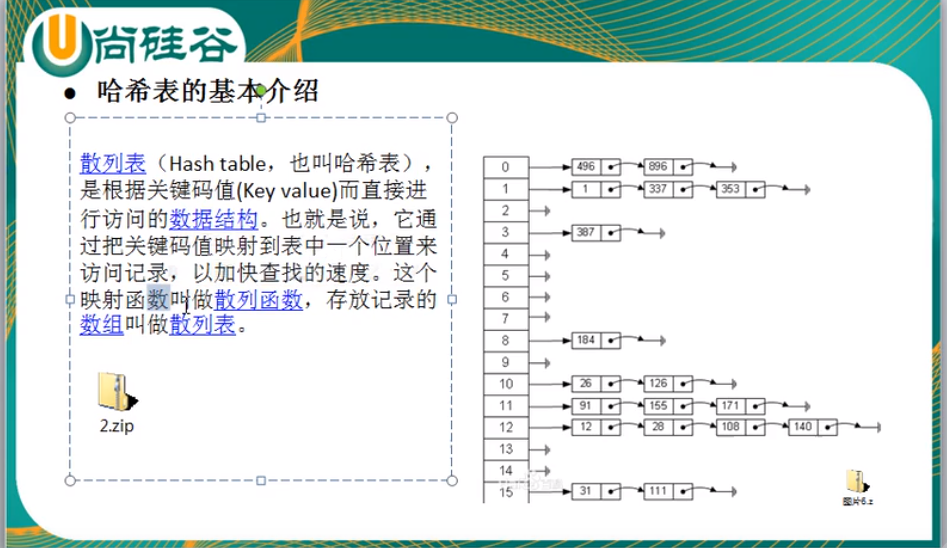 尚硅谷
● 哈希表的基本介绍
散列表（Hash table，也叫哈希表），
是根据关键码值(Key value)而直接进
行访问的数据结构。也就是说，它通
过把关键码值映射到表中一个位置来
访问记录，以加快查找的速度。这个
映射函数叫做散列函数，存放记录的
数组叫做散列表。
2.zip
0 496 896
1 1 337 353
2
3 387
4
5
6
7
8 184
9
10 26 126
11 91 155 171
12 12 28 108 140
13
14
15 31 111
图片6.z